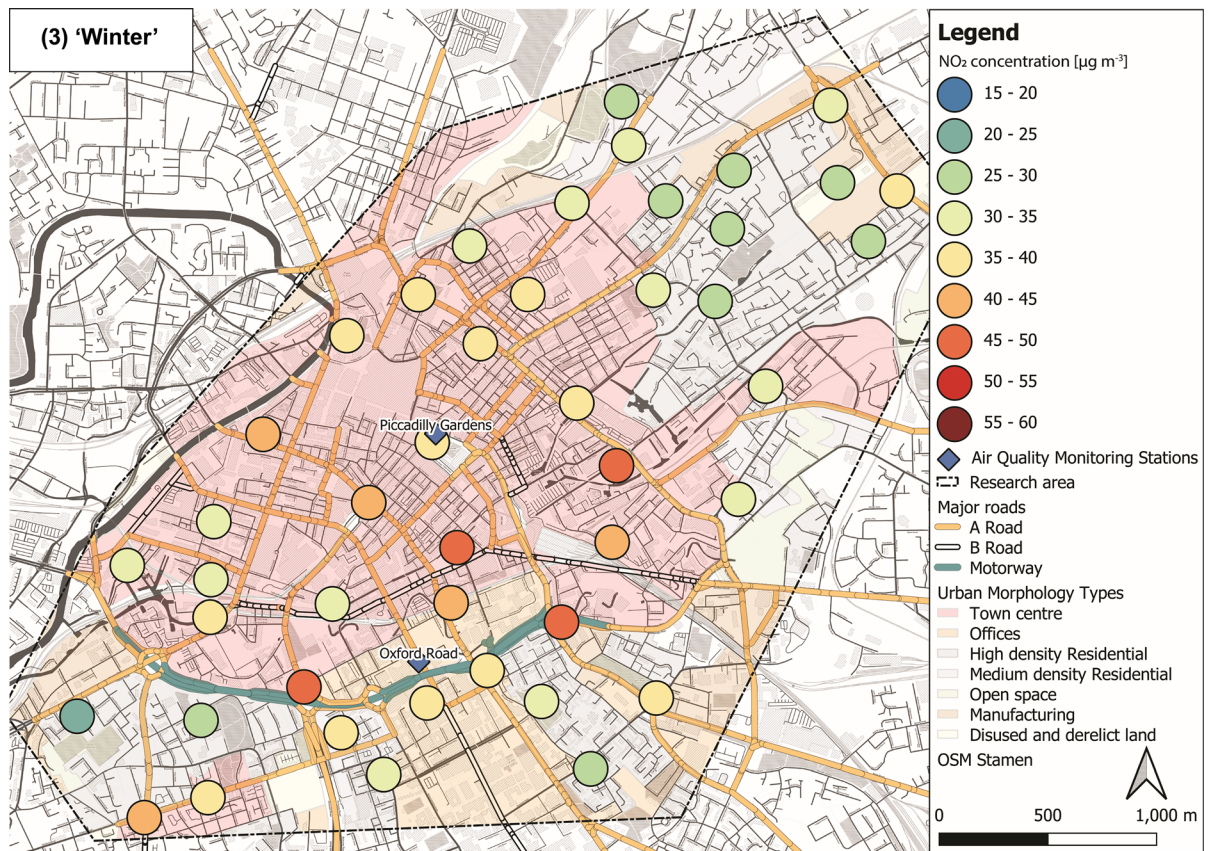 (3) ‘Winter’
Piccadilly Gardens
Oxford Road
Legend
NO₂ concentration [µg m⁻³]
15 - 20
20 - 25
25 - 30
30 - 35
35 - 40
40 - 45
45 - 50
50 - 55
55 - 60
Air Quality Monitoring Stations
Research area
Major roads
A Road
B Road
Motorway
Urban Morphology Types
Town centre
Offices
High density Residential
Medium density Residential
Open space
Manufacturing
Disused and derelict land
OSM Stamen
0 500 1,000 m